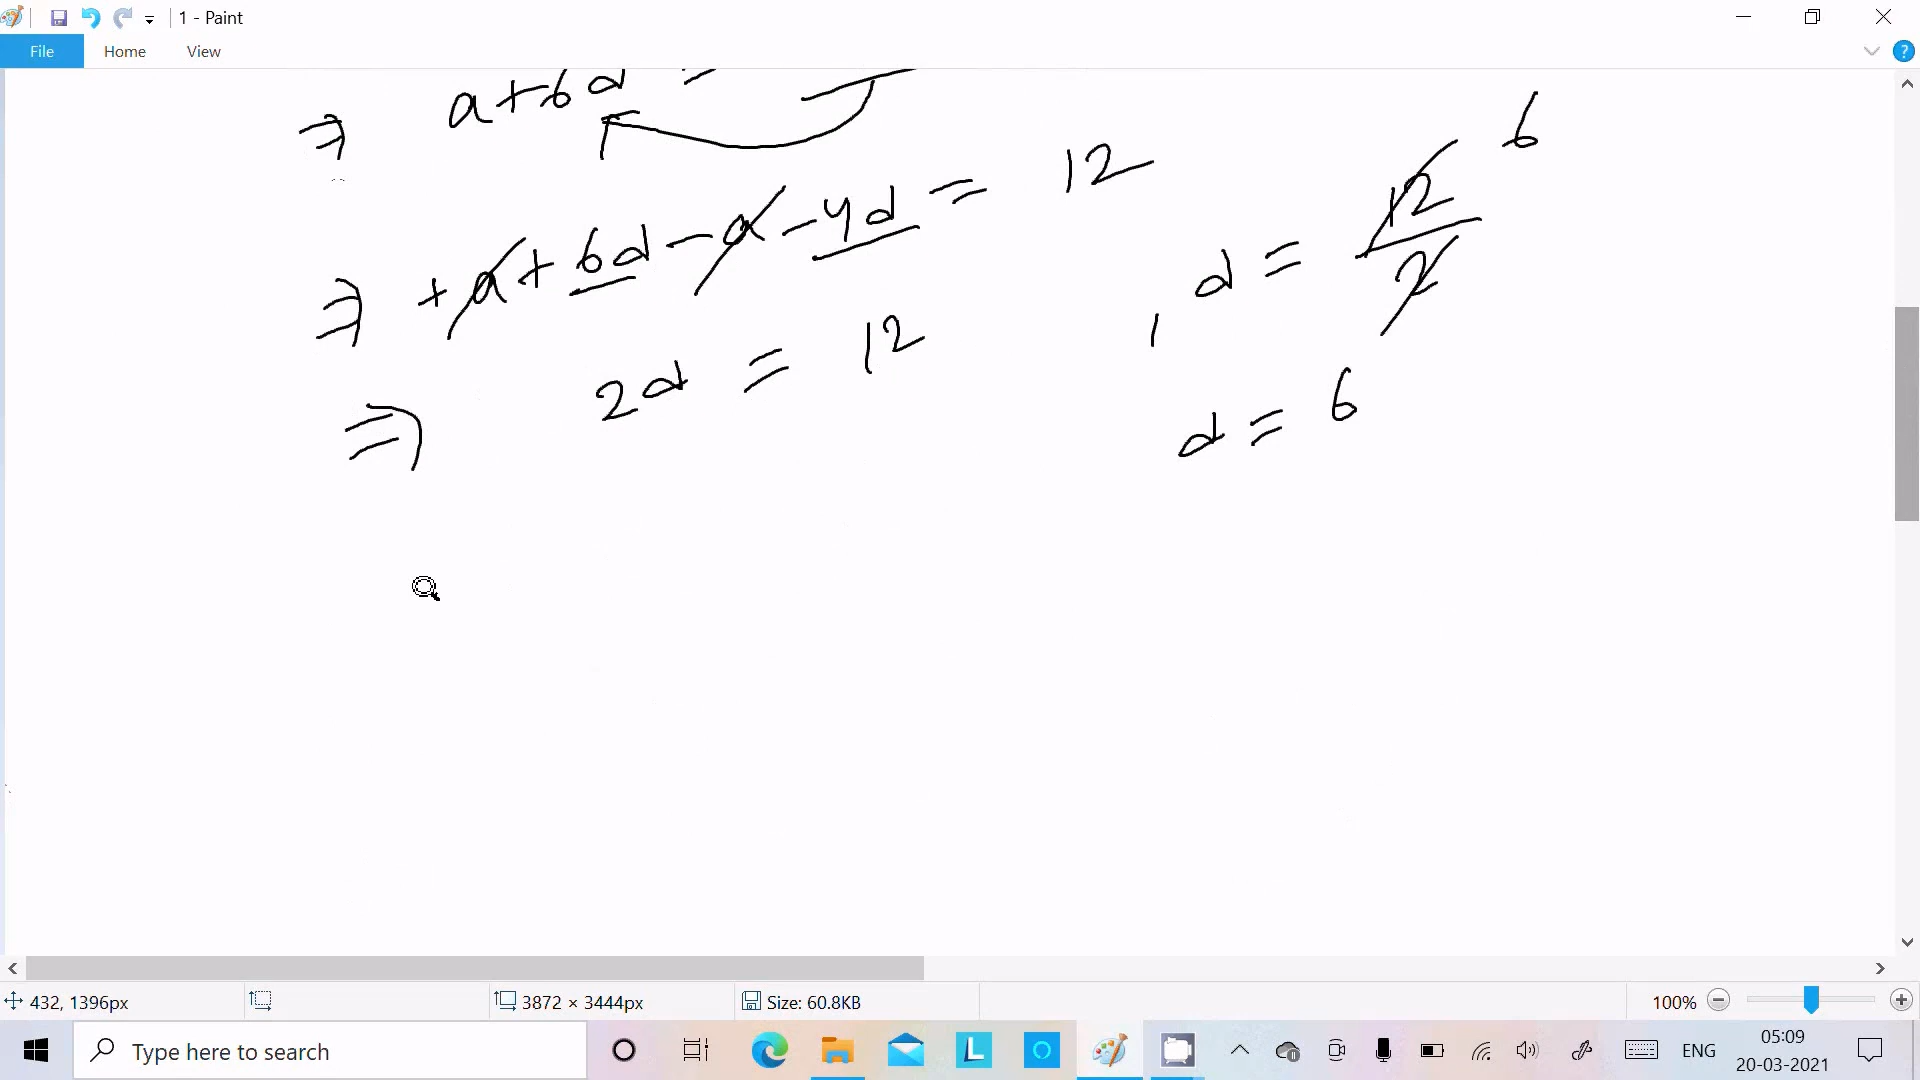 1 - Paint
File Home View
⇒ a+6d =
⇒ +a+6d-a-4d = 12
⇒ 2d = 12
d = 12/2 6
1
d = 6
432, 1396px 3872 × 3444px Size: 60.8KB 100%
Type here to search
L
ENG
05:09
20-03-2021